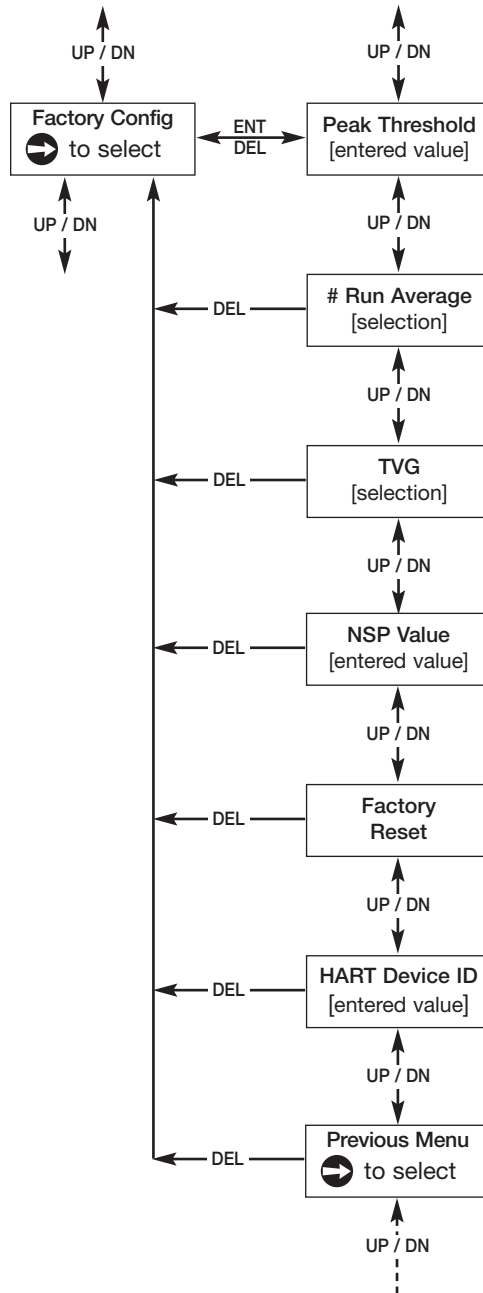 UP / DN
UP / DN
Factory Config
to select
ENT
DEL
Peak Threshold
[entered value]
UP / DN
UP / DN
# Run Average
[selection]
DEL
UP / DN
TVG
[selection]
DEL
UP / DN
NSP Value
[entered value]
DEL
UP / DN
Factory
Reset
DEL
UP / DN
HART Device ID
[entered value]
DEL
UP / DN
Previous Menu
to select
DEL
UP / DN